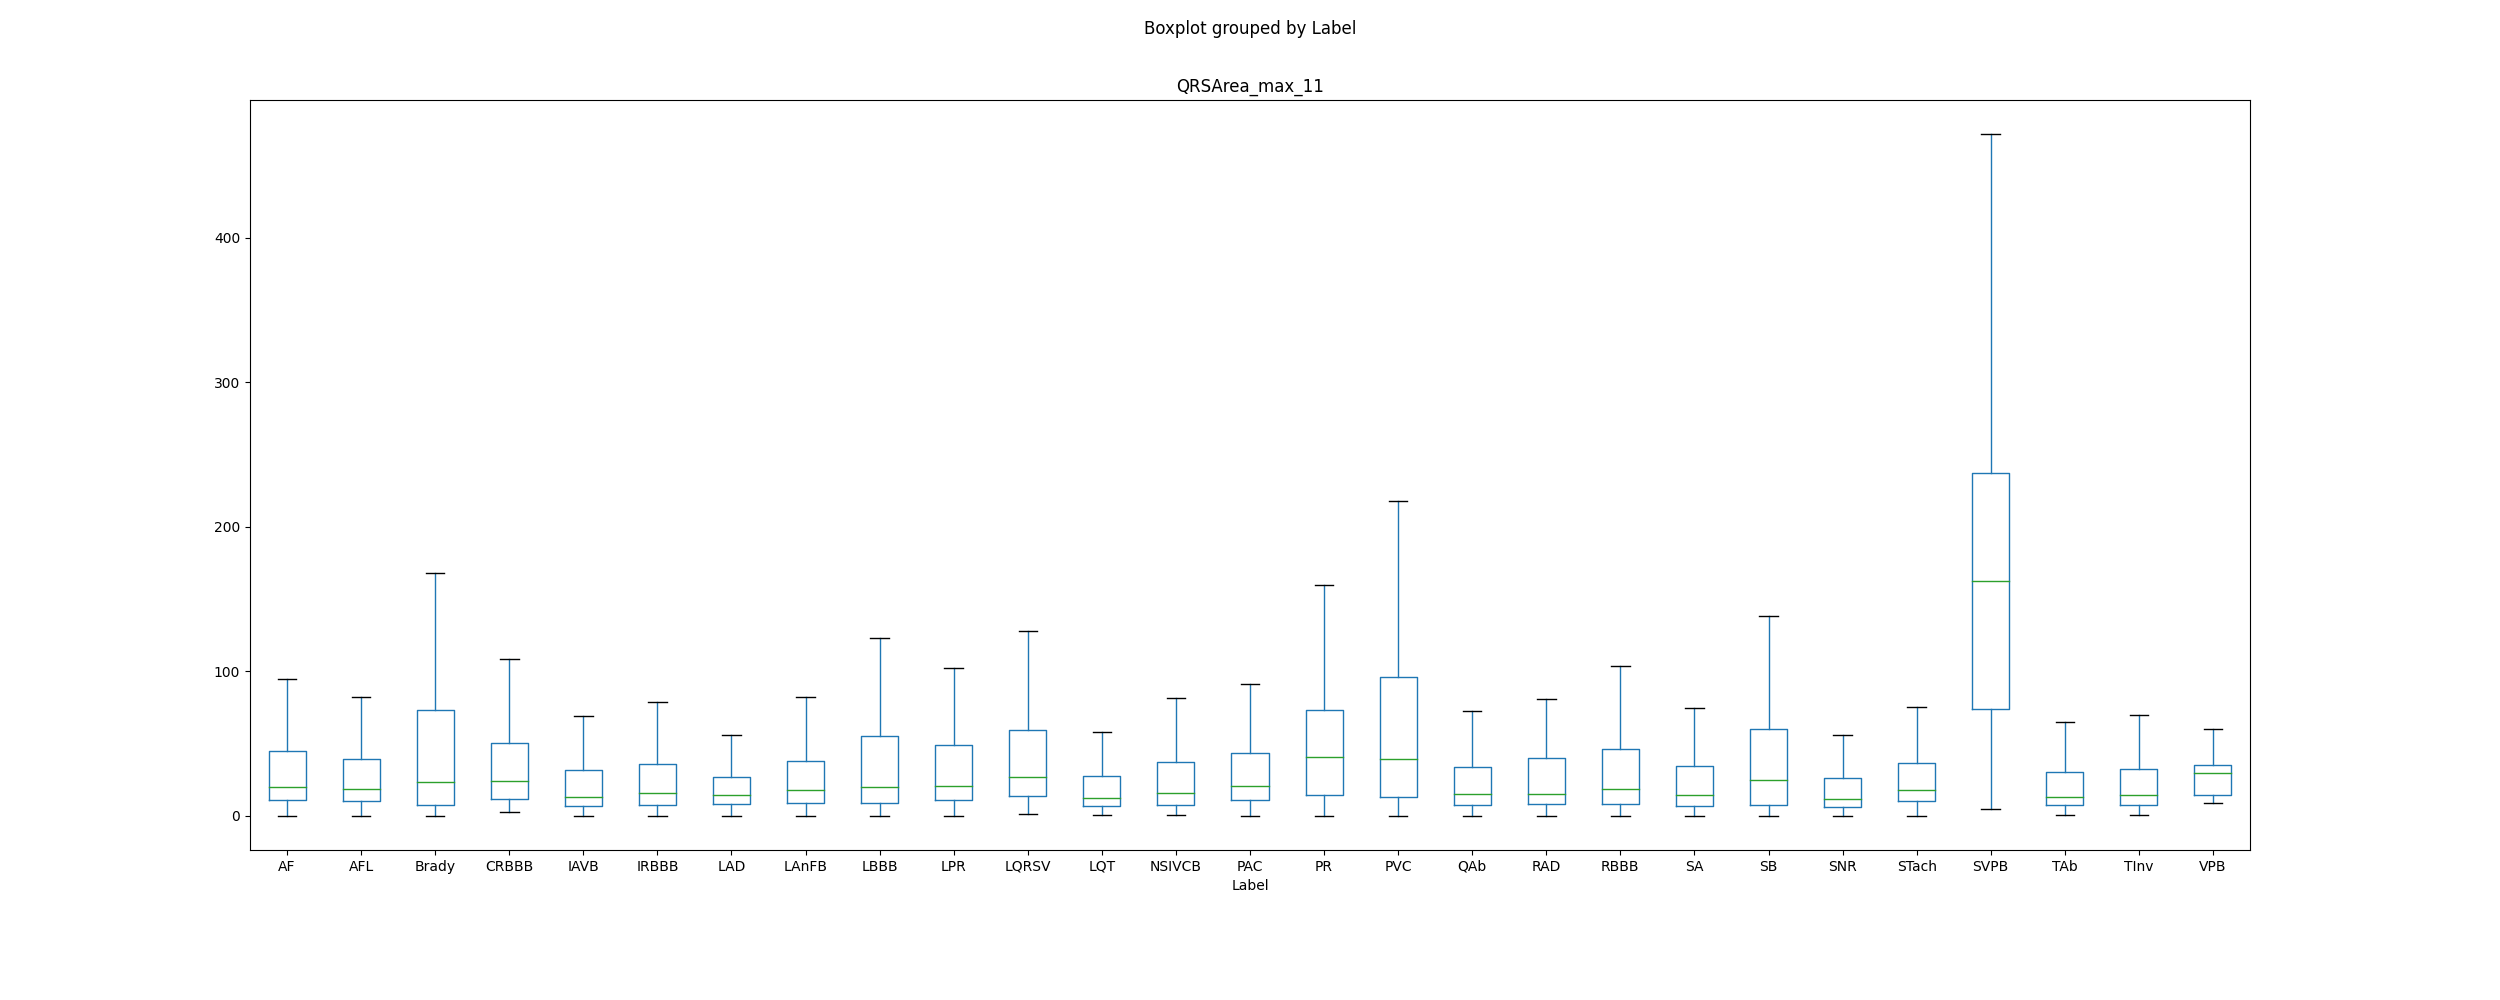 Boxplot grouped by Label
QRSArea_max_11
400
300
200
100
0
AF AFL Brady CRBBB IAVB IRBBB LAD LAnFB LBBB LPR LQRSV LQT NSIVCB PAC PR PVC QAb RAD RBBB SA SB SNR STach SVPB TAb TInv VPB
Label